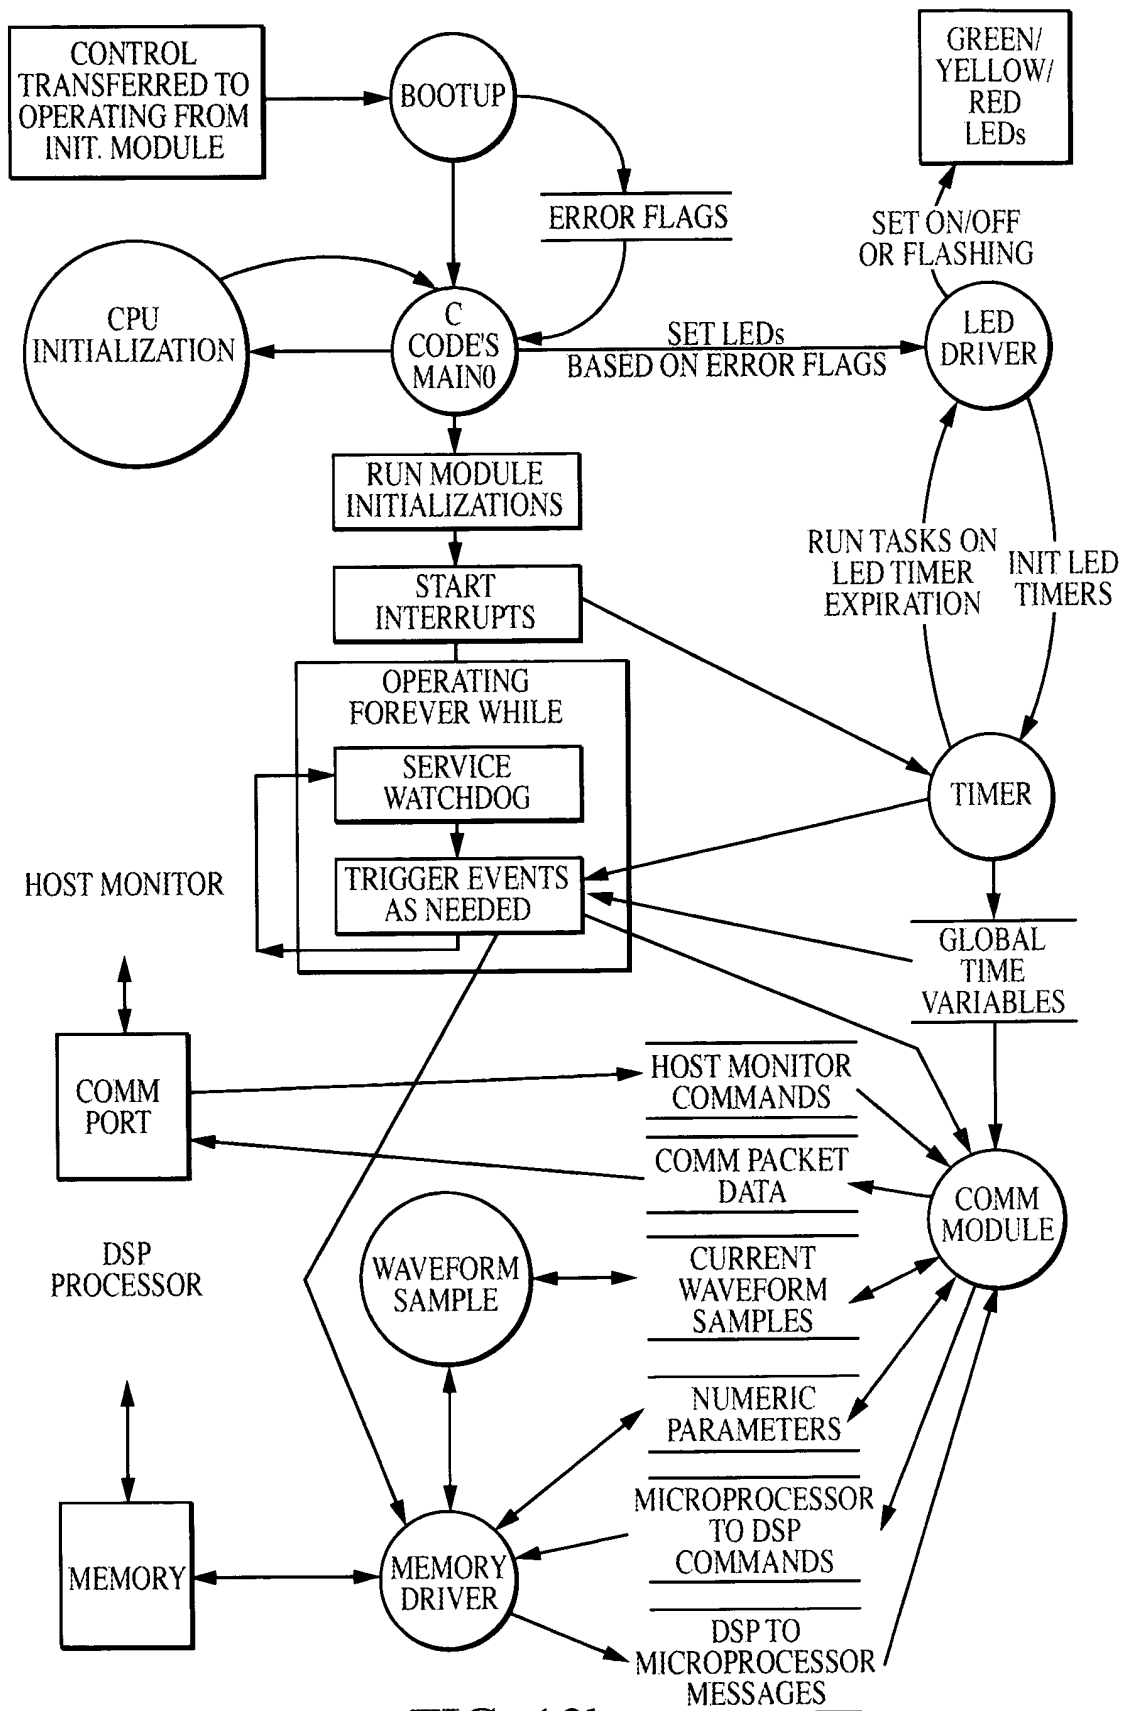 CONTROL
TRANSFERRED TO
OPERATING FROM
INIT. MODULE
BOOTUP
GREEN/
YELLOW/
RED
LEDs
ERROR FLAGS
SET ON/OFF
OR FLASHING
CPU
INITIALIZATION
C
CODE'S
MAIN0
SET LEDs
BASED ON ERROR FLAGS
LED
DRIVER
RUN MODULE
INITIALIZATIONS
RUN TASKS ON
LED TIMER
EXPIRATION
INIT LED
TIMERS
START
INTERRUPTS
OPERATING
FOREVER WHILE
SERVICE
WATCHDOG
TIMER
TRIGGER EVENTS
AS NEEDED
HOST MONITOR
GLOBAL
TIME
VARIABLES
COMM
PORT
HOST MONITOR
COMMANDS
COMM PACKET
DATA
COMM
MODULE
DSP
PROCESSOR
WAVEFORM
SAMPLE
CURRENT
WAVEFORM
SAMPLES
NUMERIC
PARAMETERS
MICROPROCESSOR
TO DSP
COMMANDS
MEMORY
MEMORY
DRIVER
DSP TO
MICROPROCESSOR
MESSAGES